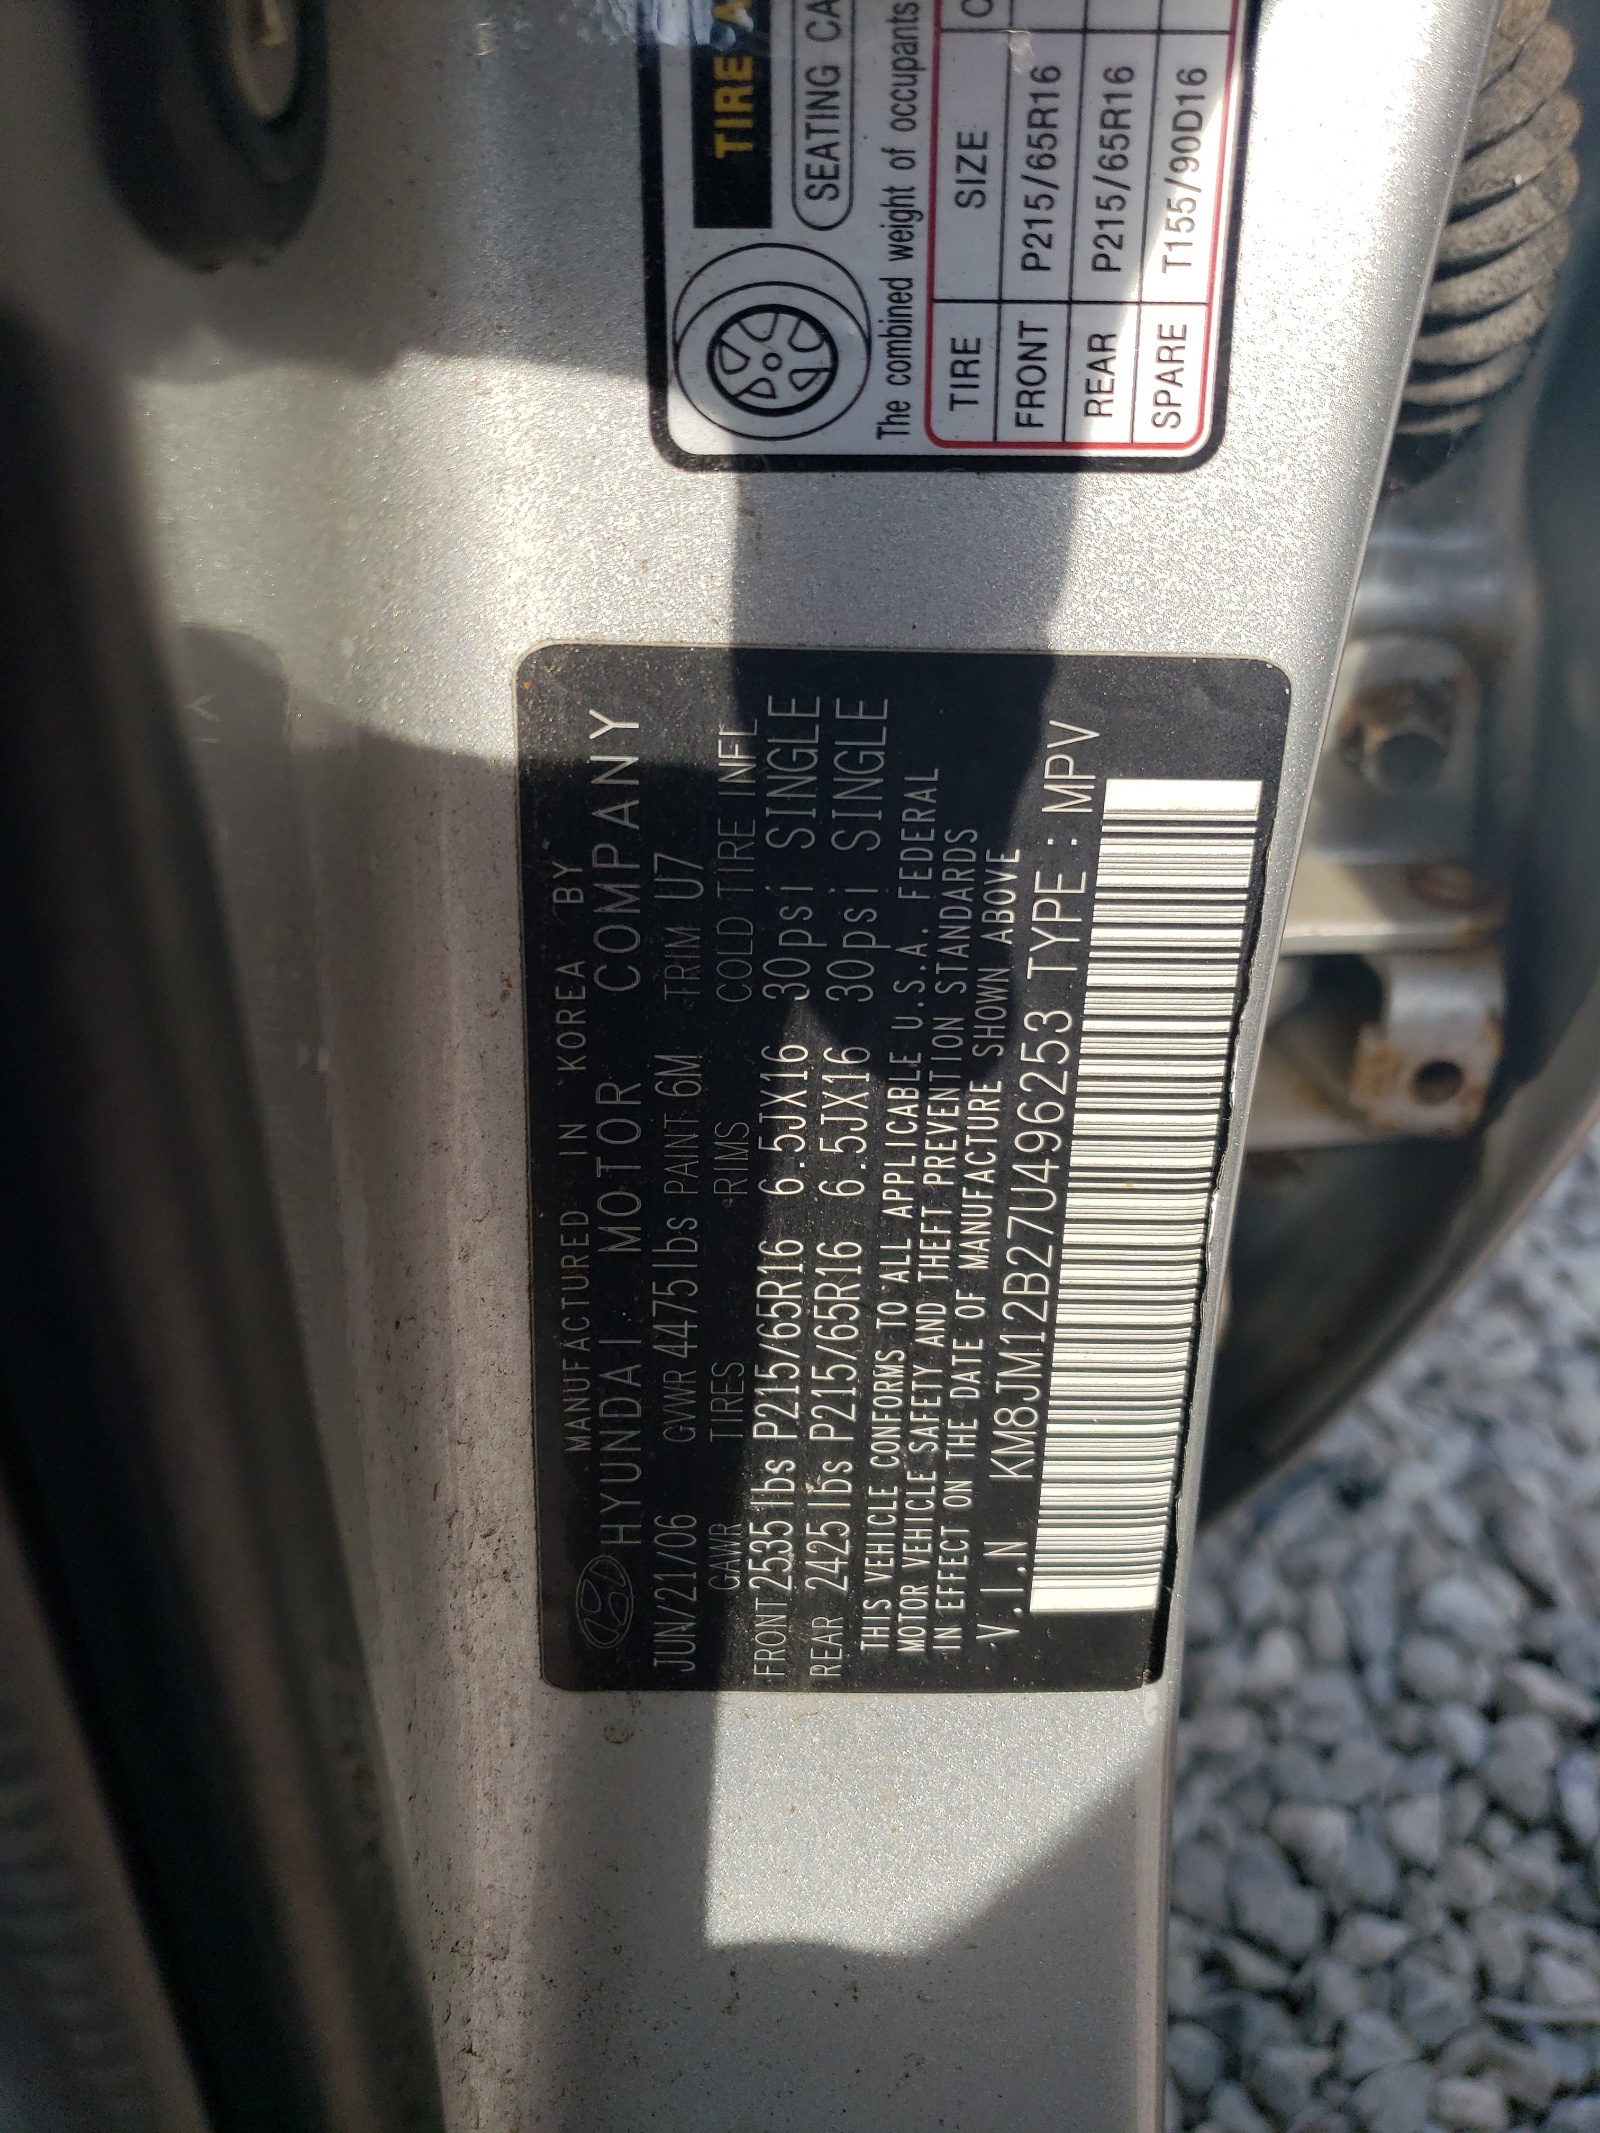 MANUFACTURED IN KOREA BY
HYUNDAI MOTOR COMPANY
JUN/21/06 GVWR 4475lbs PAINT 6M TRIM U7
GAWR TIRES RIMS COLD TIRE INFL
FRONT 2535 lbs P215/65R16 6.5JX16 30psi SINGLE
REAR 2425 lbs P215/65R16 6.5JX16 30psi SINGLE
THIS VEHICLE CONFORMS TO ALL APPLICABLE U.S.A. FEDERAL
MOTOR VEHICLE SAFETY AND THEFT PREVENTION STANDARDS
IN EFFECT ON THE DATE OF MANUFACTURE SHOWN ABOVE
V.I.N KM8JM12B27U496253 TYPE : MPV
TIRE
SEATING CA
The combined weight of occupants
TIRE SIZE
FRONT P215/65R16
REAR P215/65R16
SPARE T155/90D16